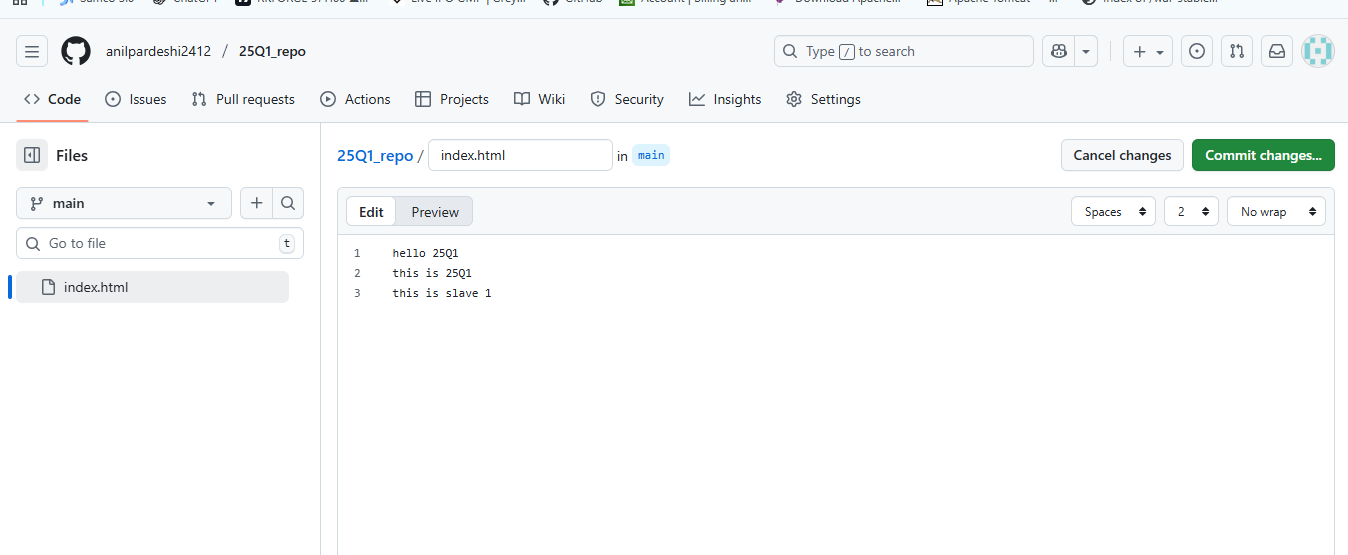 ChatGPT
GitHub
anilpardeshi2412 / 25Q1_repo
Type / to search
Code
Issues
Pull requests
Actions
Projects
Wiki
Security
Insights
Settings
Files
main
Go to file
t
index.html
25Q1_repo / index.html in main
Cancel changes
Commit changes...
Edit
Preview
Spaces
2
No wrap
1 hello 25Q1
2 this is 25Q1
3 this is slave 1